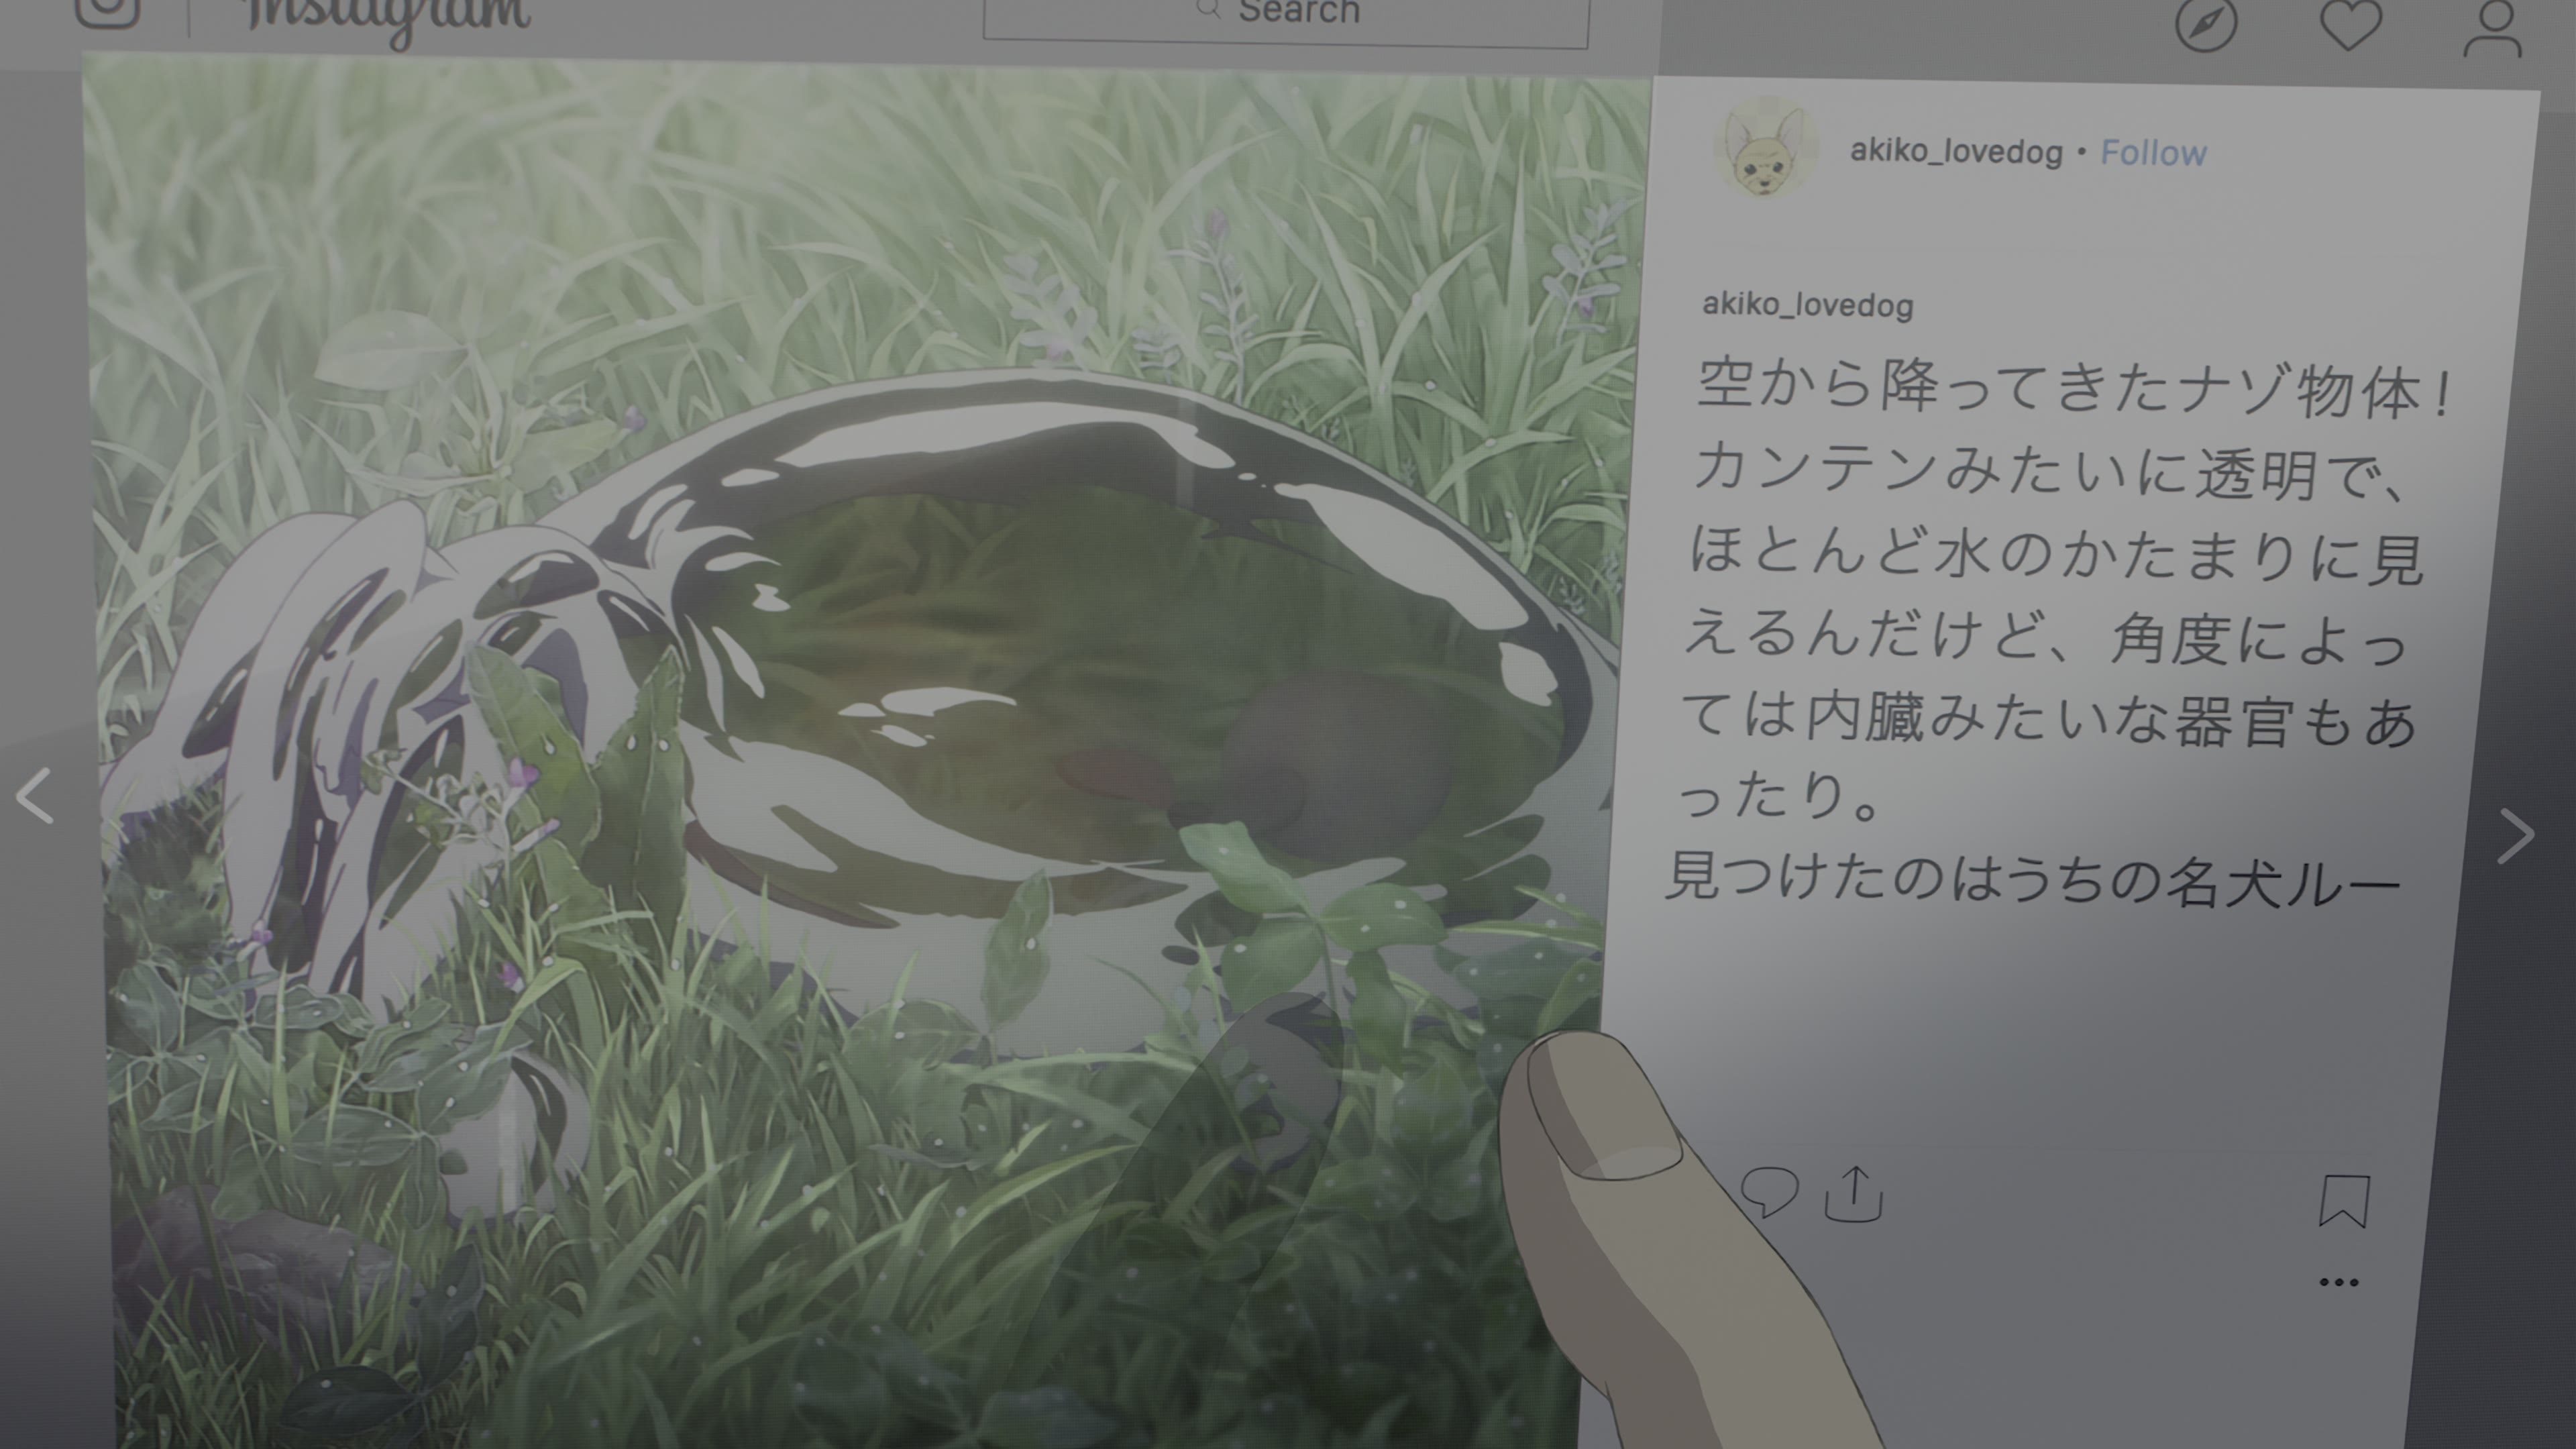 Instagram
Search
akiko_lovedog • Follow
akiko_lovedog
空から降ってきたナゾ物体！
カンテンみたいに透明で、
ほとんど水のかたまりに見
えるんだけど、角度によっ
ては内臓みたいな器官もあ
ったり。
見つけたのはうちの名犬ルー